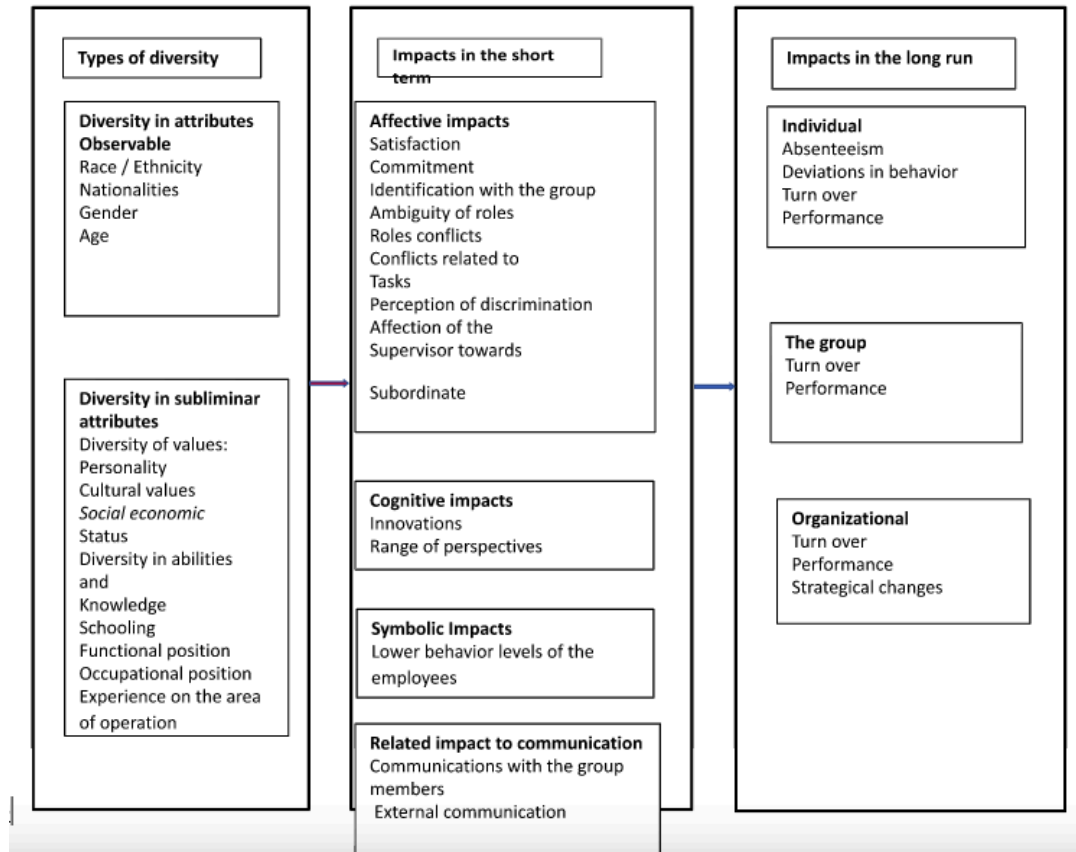 Types of diversity
Diversity in attributes
Observable
Race / Ethnicity
Nationalities
Gender
Age
Diversity in subliminar
attributes
Diversity of values:
Personality
Cultural values
Social economic
Status
Diversity in abilities
and
Knowledge
Schooling
Functional position
Occupational position
Experience on the area
of operation
Impacts in the short
term
Affective impacts
Satisfaction
Commitment
Identification with the group
Ambiguity of roles
Roles conflicts
Conflicts related to
Tasks
Perception of discrimination
Affection of the
Supervisor towards
Subordinate
Cognitive impacts
Innovations
Range of perspectives
Symbolic Impacts
Lower behavior levels of the
employees
Related impact to communication
Communications with the group
members
External communication
Impacts in the long run
Individual
Absenteeism
Deviations in behavior
Turn over
Performance
The group
Turn over
Performance
Organizational
Turn over
Performance
Strategical changes